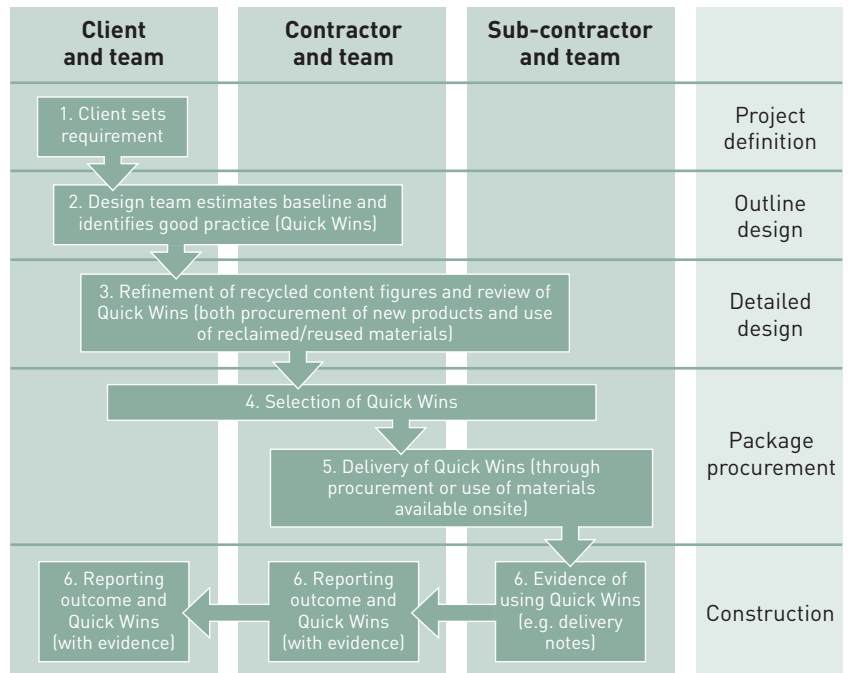 Client
and team
Contractor
and team
Sub-contractor
and team
1. Client sets
requirement
Project
definition
2. Design team estimates baseline and
identifies good practice (Quick Wins)
Outline
design
3. Refinement of recycled content figures and review of
Quick Wins (both procurement of new products and use
of reclaimed/reused materials)
Detailed
design
4. Selection of Quick Wins
5. Delivery of Quick Wins (through
procurement or use of materials
available onsite)
Package
procurement
6. Reporting
outcome and
Quick Wins
(with evidence)
6. Reporting
outcome and
Quick Wins
(with evidence)
6. Evidence of
using Quick Wins
(e.g. delivery
notes)
Construction